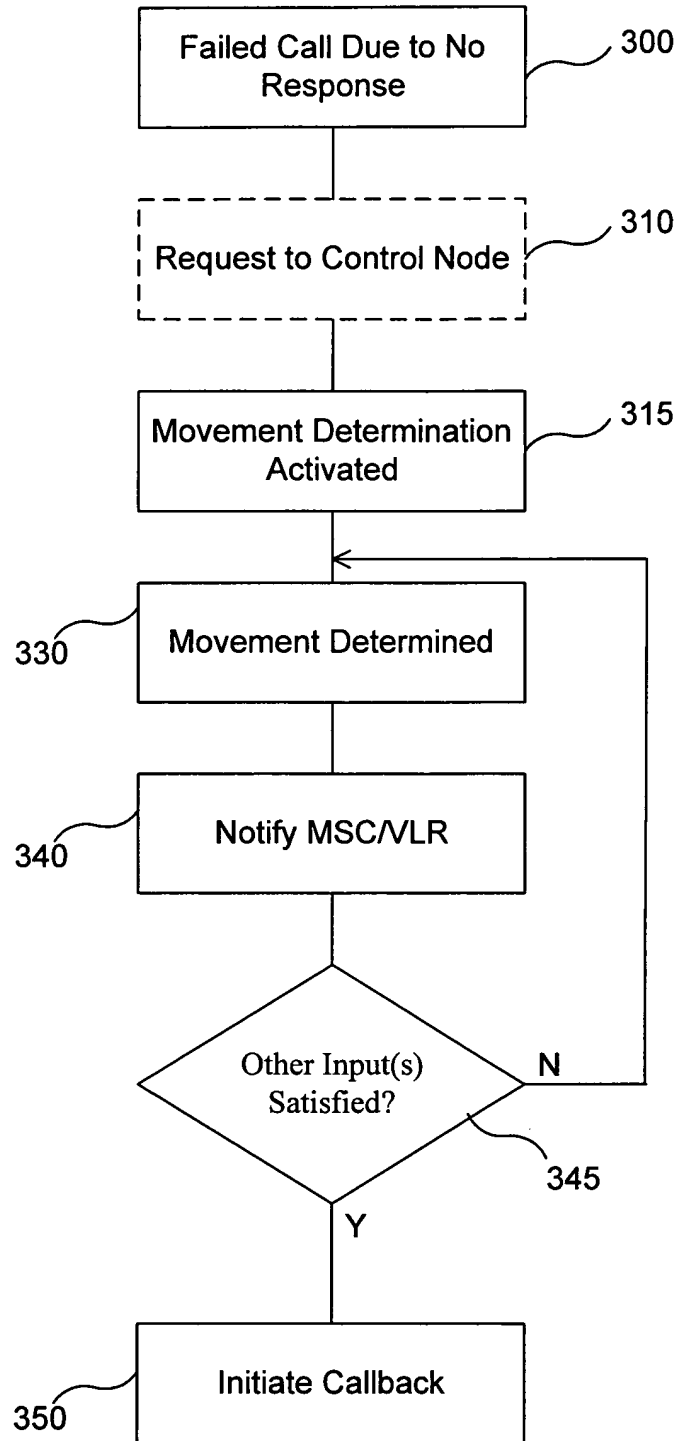 Failed Call Due to No
Response
300
Request to Control Node
310
Movement Determination
Activated
315
Movement Determined
330
Notify MSC/VLR
340
Other Input(s)
Satisfied?
N
345
Y
Initiate Callback
350